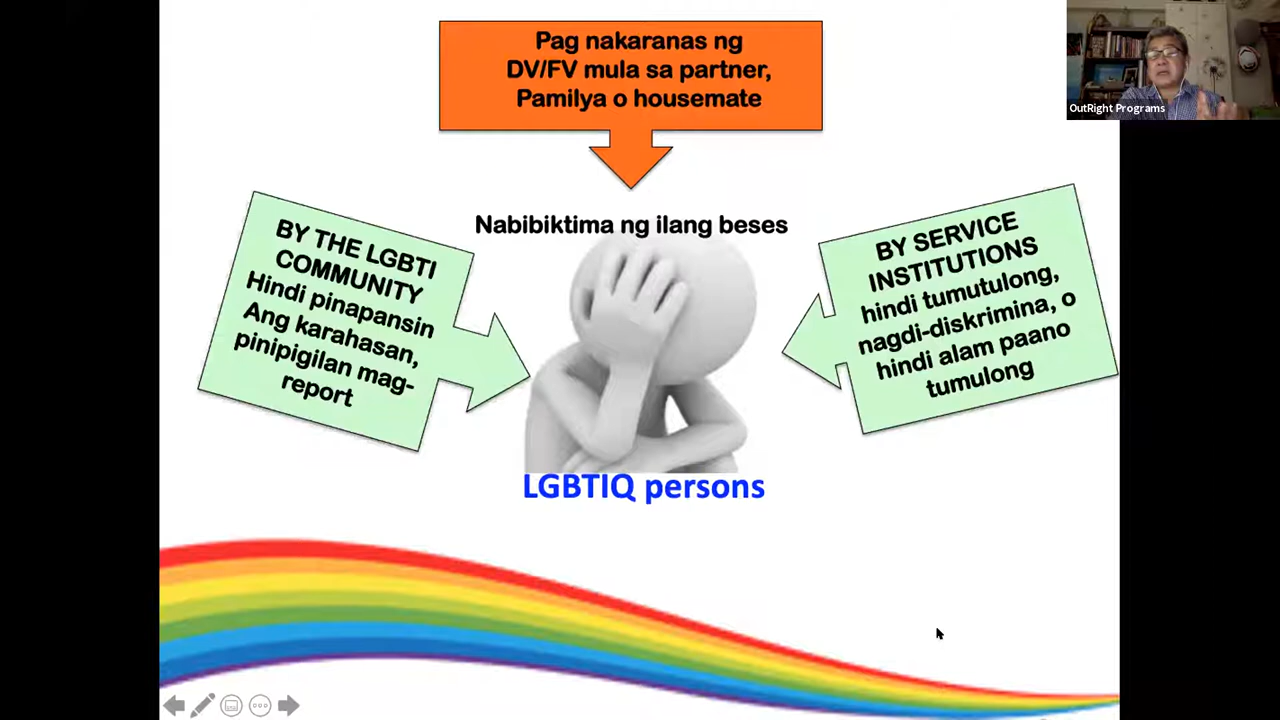 Pag nakaranas ng
DV/FV mula sa partner,
Pamilya o housemate
OutRight Programs
Nabibiktima ng ilang beses
BY THE LGBTI
COMMUNITY
Hindi pinapansin
Ang karahasan,
pinipigilan mag-
report
BY SERVICE
INSTITUTIONS
hindi tumutulong,
nagdi-diskrimina, o
hindi alam paano
tumulong
LGBTIQ persons